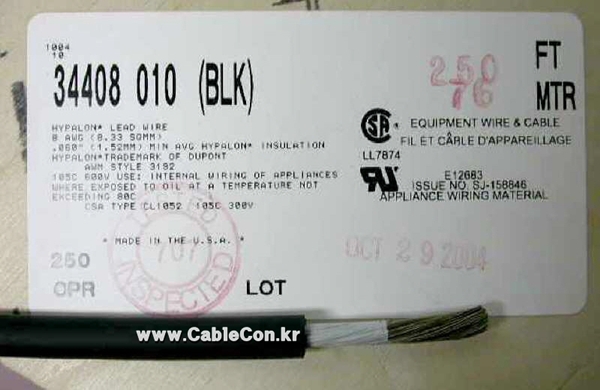 1004
10
34408 010 (BLK)
250 FT
76 MTR
HYPALON* LEAD WIRE
8 AWG (8.33 SQMM)
.060" (1.52MM) MIN AVG HYPALON* INSULATION
HYPALON*TRADEMARK OF DUPONT
AWM STYLE 3192
105C 600V USE: INTERNAL WIRING OF APPLIANCES
WHERE EXPOSED TO OIL AT A TEMPERATURE NOT
EXCEEDING 80C
CSA TYPE CL1052 105C 300V
* MADE IN THE U.S.A. *
SA
LL7874
EQUIPMENT WIRE & CABLE
FIL ET CÂBLE D'APPAREILLAGE
E12683
ISSUE NO. SJ-158846
APPLIANCE WIRING MATERIAL
OCT 29 2004
250
OPR
LOT
707
INSPECTED
www.CableCon.kr